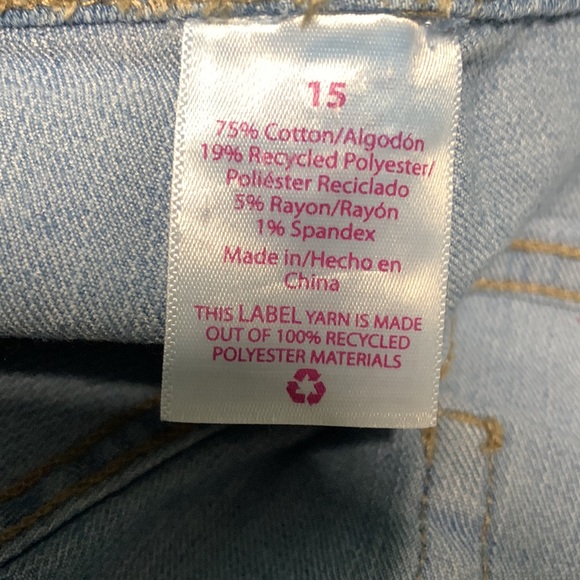 15
75% Cotton/Algodón
19% Recycled Polyester/
Poliéster Reciclado
5% Rayon/Rayón
1% Spandex
Made in/Hecho en
China
THIS LABEL YARN IS MADE
OUT OF 100% RECYCLED
POLYESTER MATERIALS